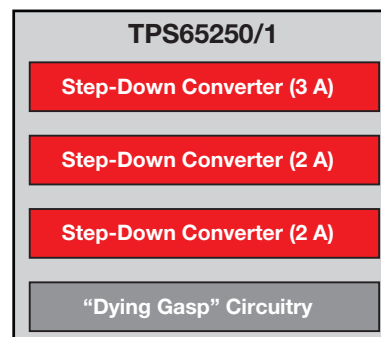 TPS65250/1
Step-Down Converter (3 A)
Step-Down Converter (2 A)
Step-Down Converter (2 A)
“Dying Gasp” Circuitry